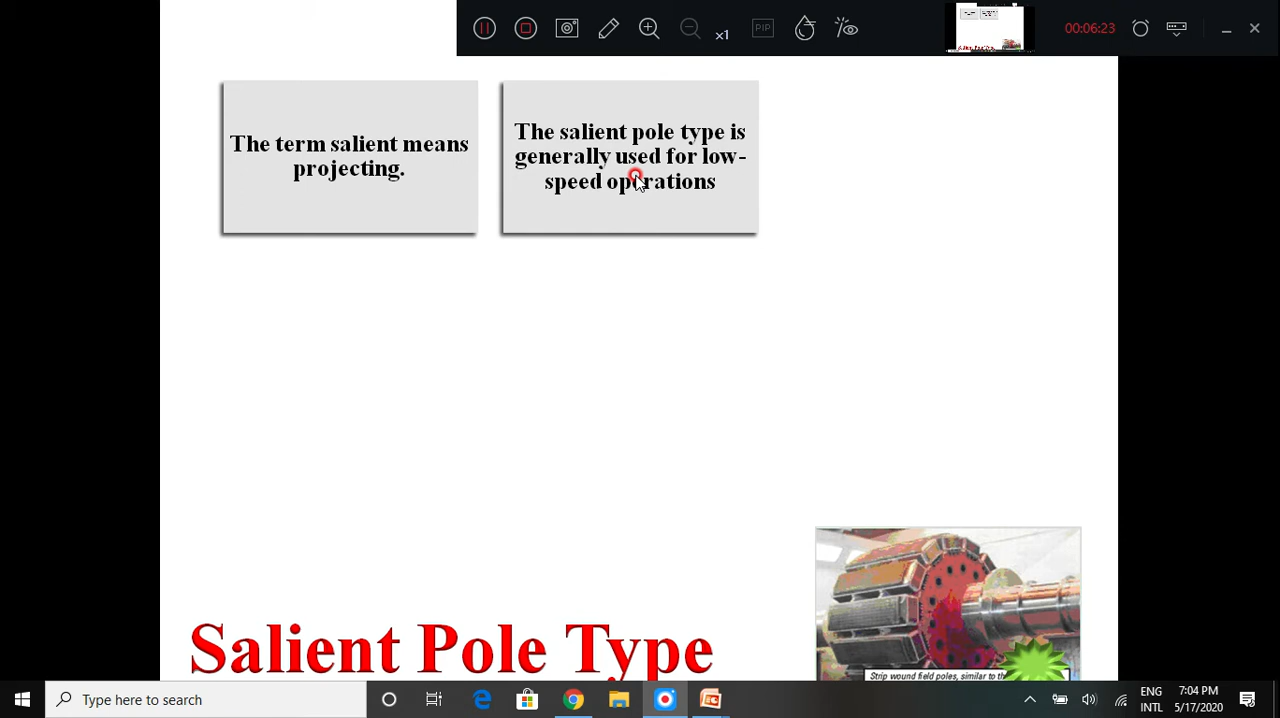 x1
PIP
00:06:23
The term salient means
projecting.
The salient pole type is
generally used for low-
speed operations
Salient Pole Type
Strip wound field poles, similar to th
Type here to search
ENG
INTL
7:04 PM
5/17/2020